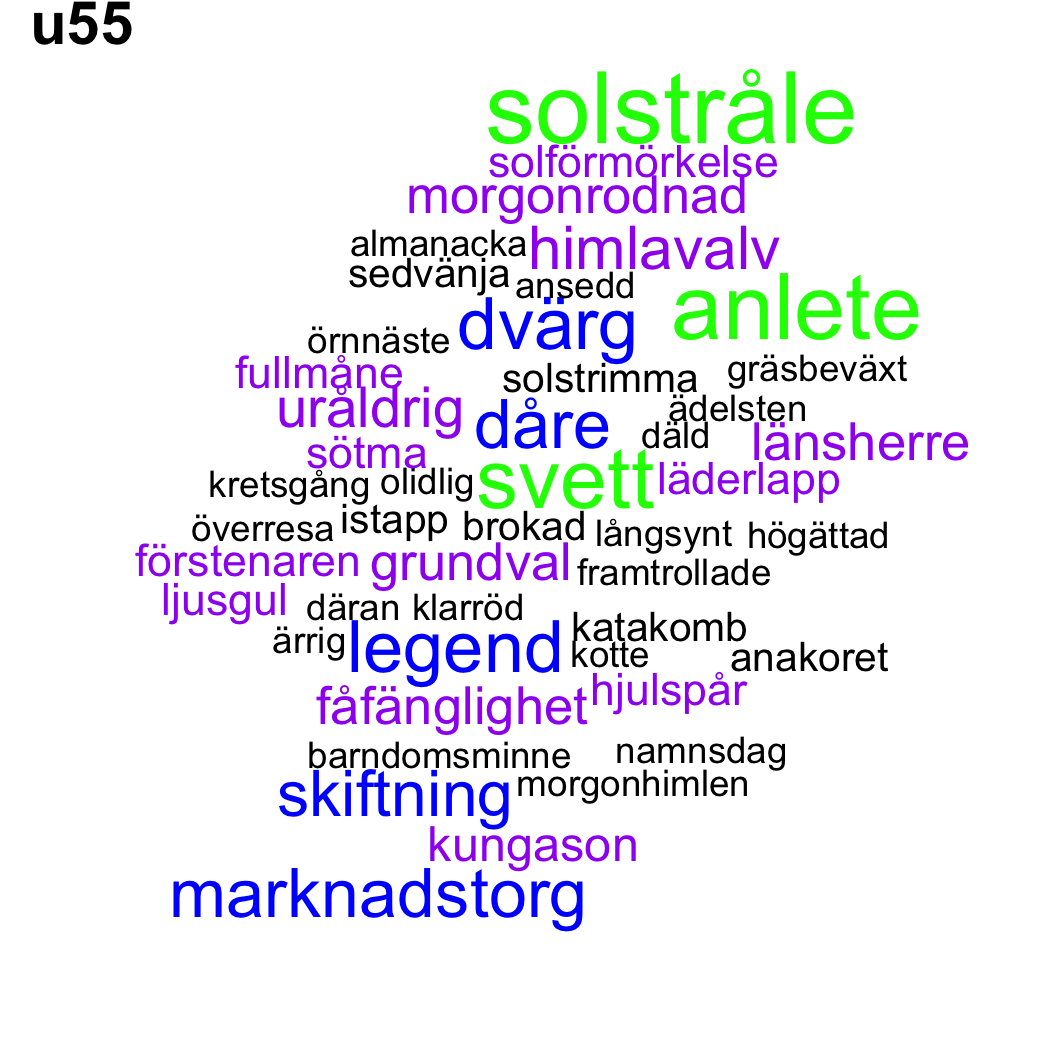 u55
solstråle
solförmörkelse
morgonrodnad
almanacka himlavalv
sedvänja ansedd
anlete
örnnäste dvärg
fullmåne solstrimma gräsbeväxt
uråldrig dåre ädelsten
däld länsherre
sötma
kretsgång olidlig svett läderlapp
överresa istapp brokad långsynt högättad
förstenaren grundval framtrollade
ljusgul däran klarröd
ärrig legend katakomb
kotte anakoret
fåfänglighet hjulspår
barndomsminne namnsdag
skiftning morgonhimlen
kungason
marknadstorg